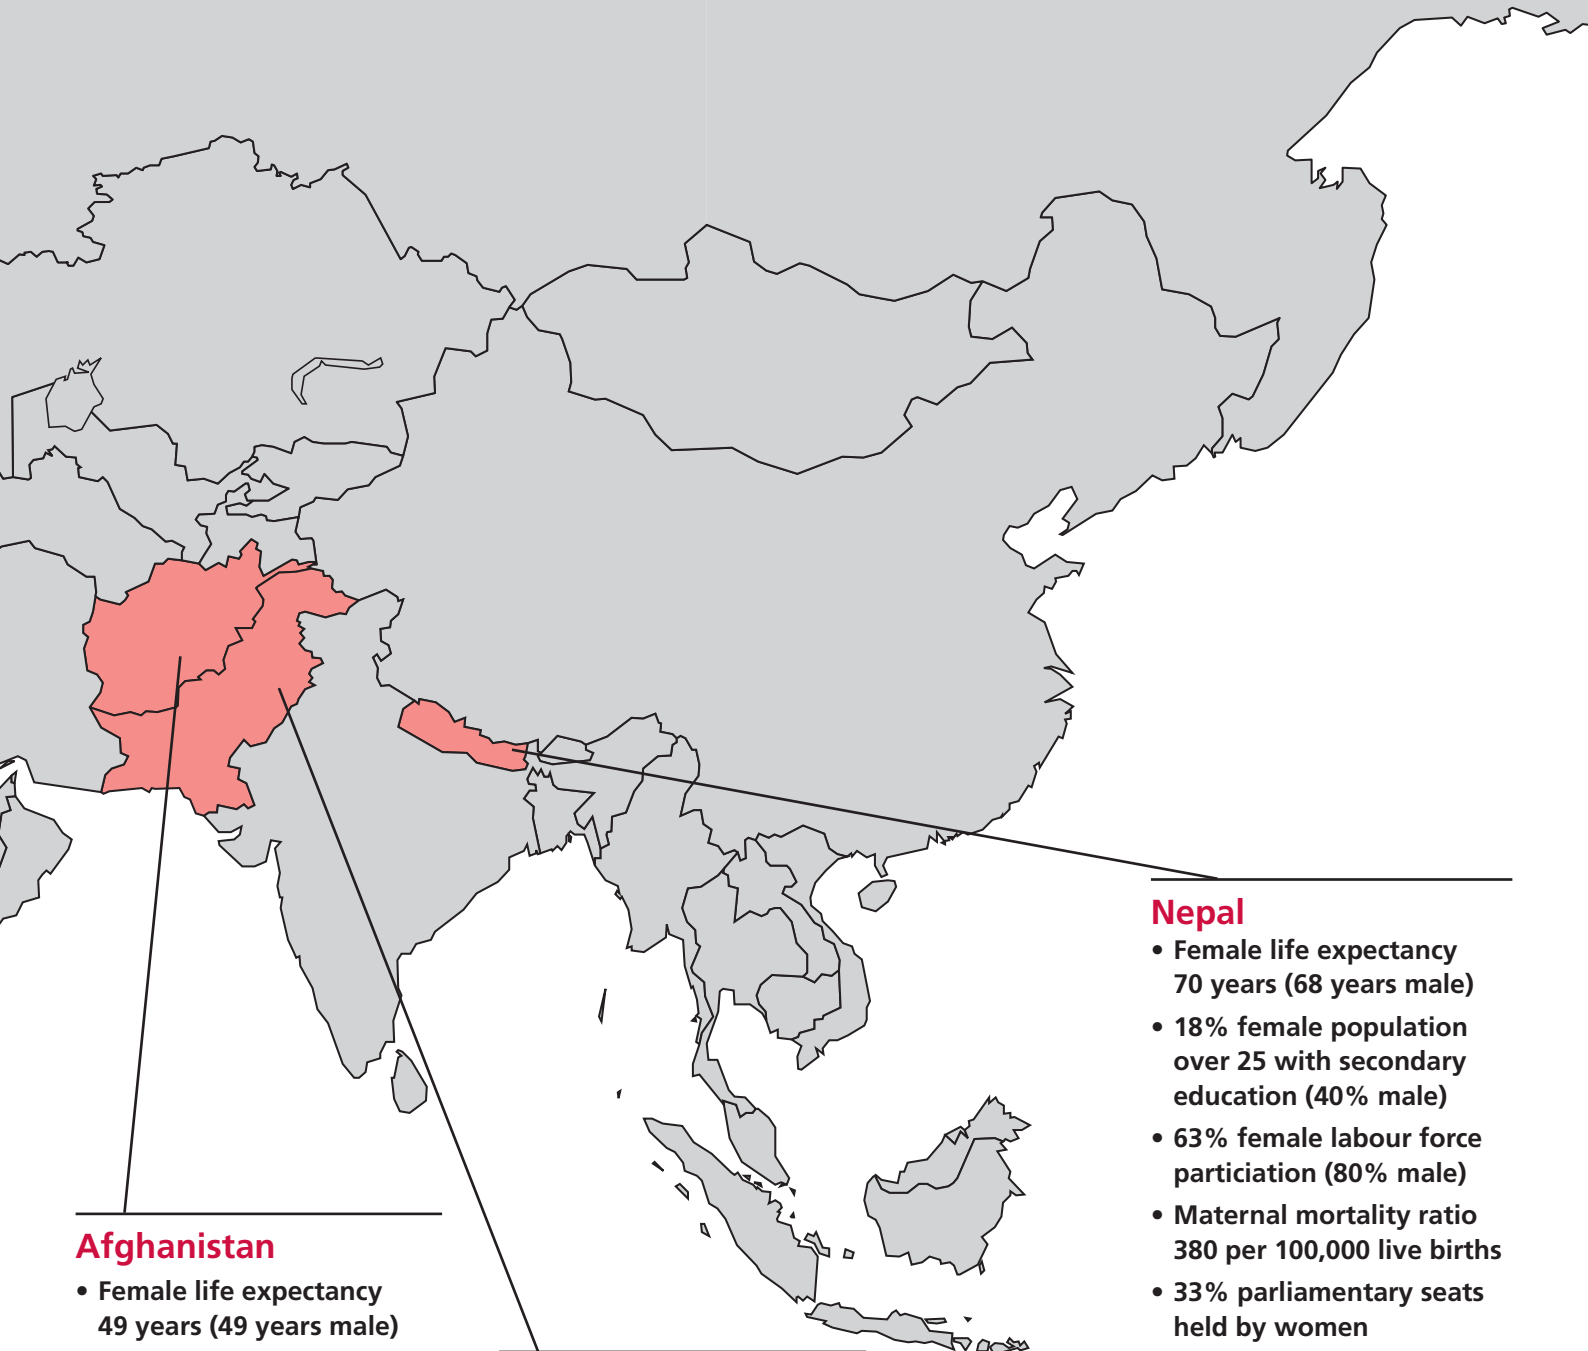 Nepal
• Female life expectancy
70 years (68 years male)
• 18% female population
over 25 with secondary
education (40% male)
• 63% female labour force
particiation (80% male)
• Maternal mortality ratio
380 per 100,000 live births
• 33% parliamentary seats
held by women
Afghanistan
• Female life expectancy
49 years (49 years male)